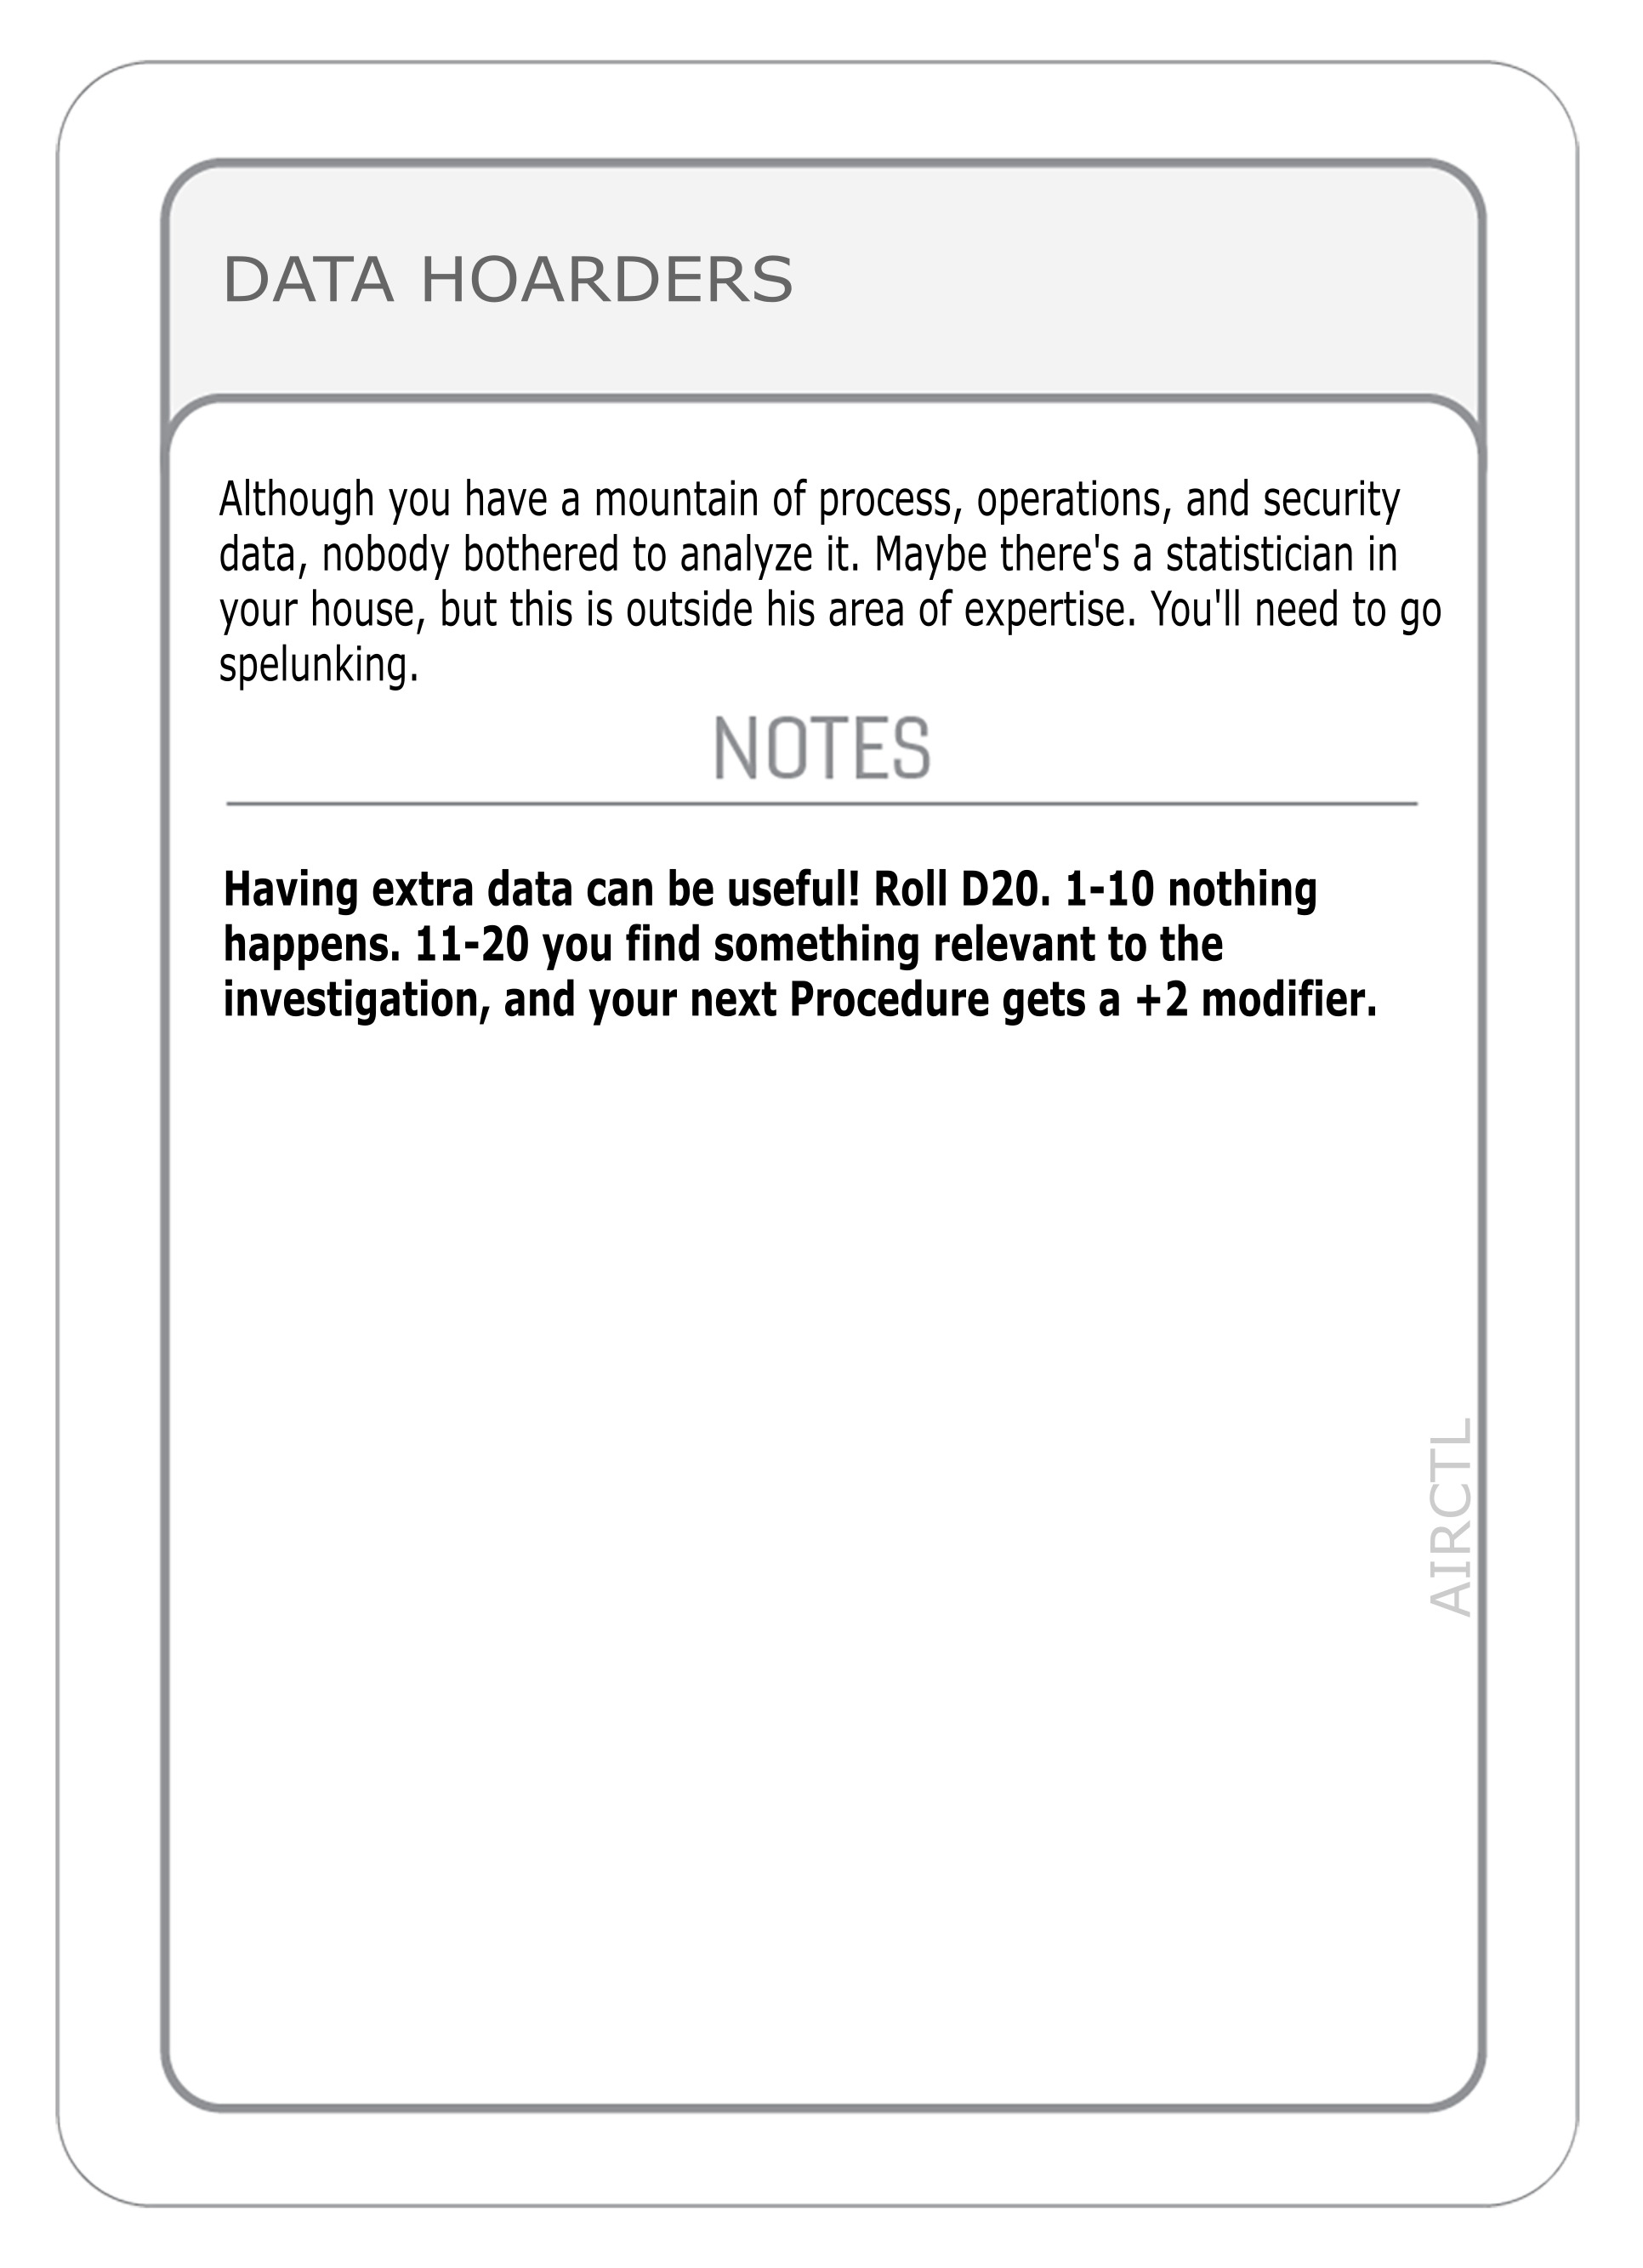 DATA HOARDERS
Although you have a mountain of process, operations, and security
data, nobody bothered to analyze it. Maybe there's a statistician in
your house, but this is outside his area of expertise. You'll need to go
spelunking.
NOTES
Having extra data can be useful! Roll D20. 1-10 nothing
happens. 11-20 you find something relevant to the
investigation, and your next Procedure gets a +2 modifier.
AIRCTL